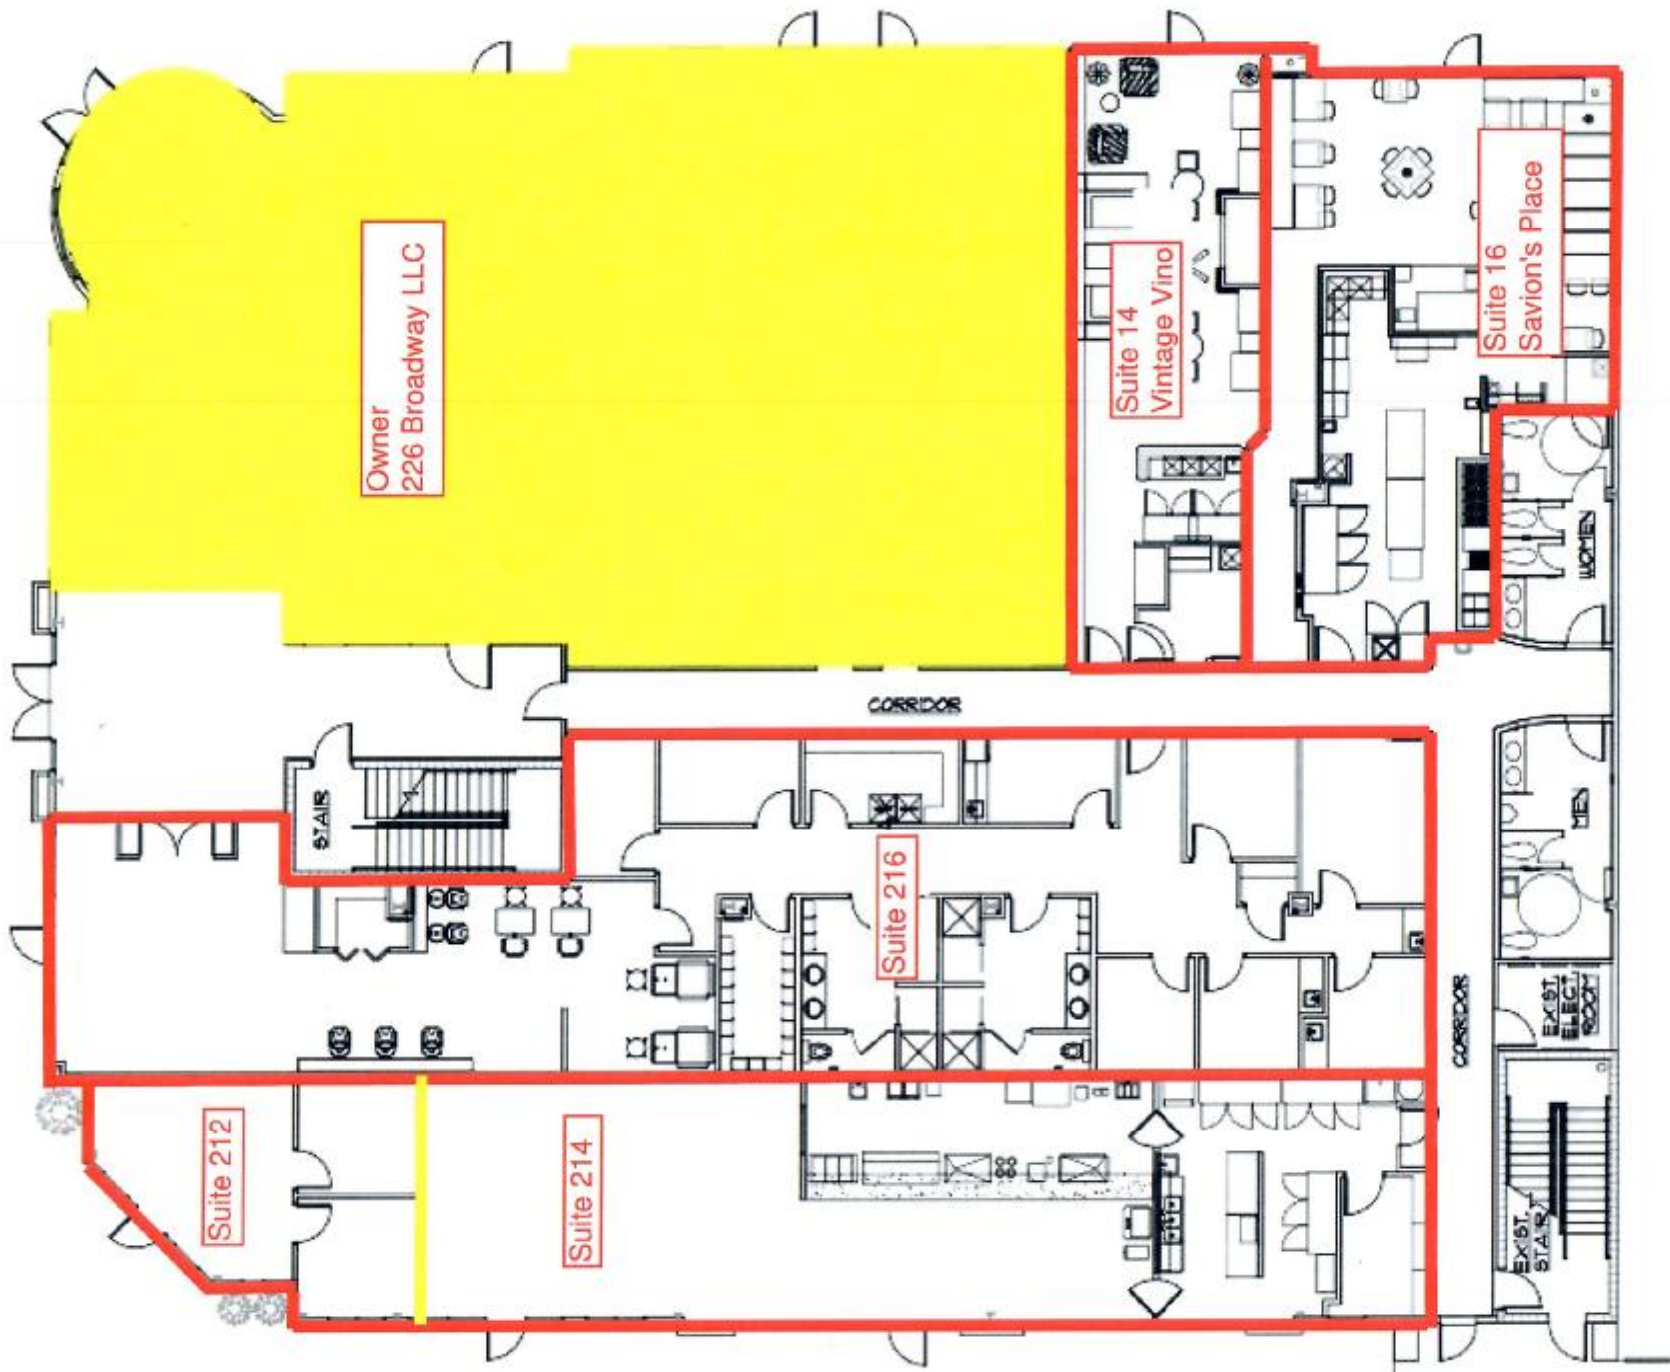 Owner
226 Broadway LLC
Suite 14
Vintage Vino
Suite 16
Savion's Place
WOMEN
CORRIDOR
STAIR
MEN
Suite 216
EXIST.
ELECT.
ROOM
CORRIDOR
Suite 212
Suite 214
EXIST.
STAIR